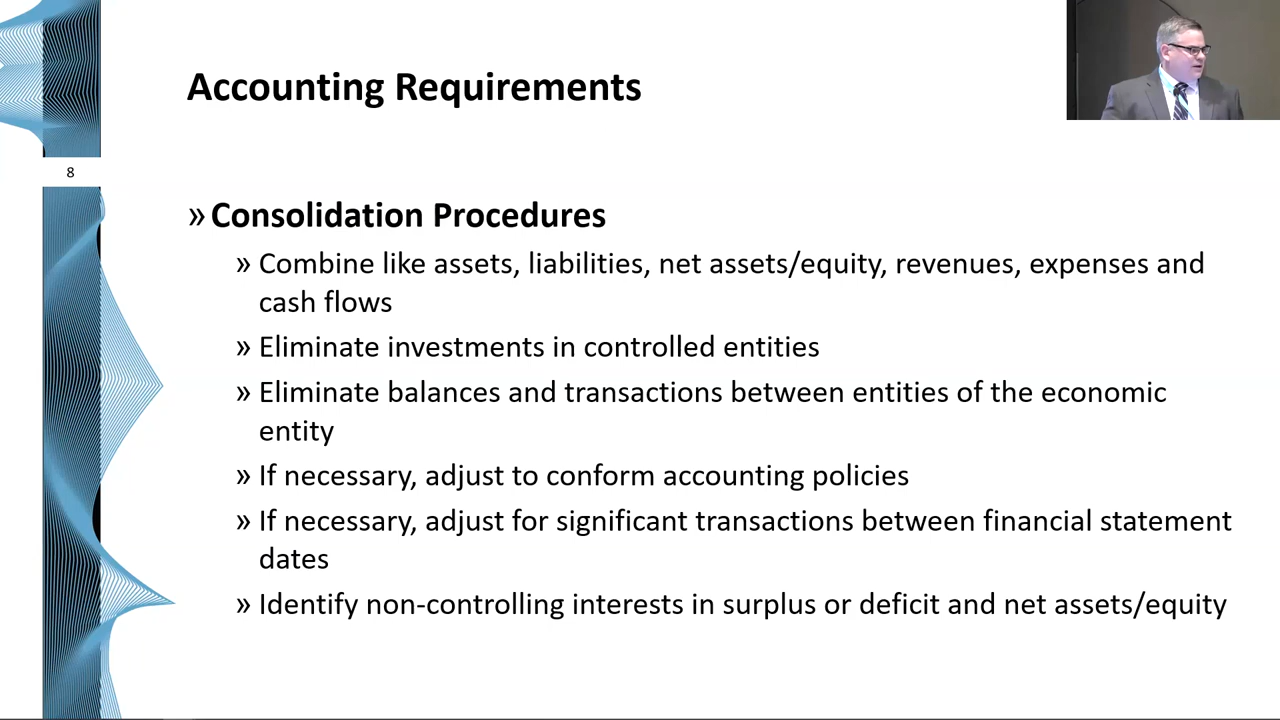 Accounting Requirements
8
» Consolidation Procedures
» Combine like assets, liabilities, net assets/equity, revenues, expenses and
cash flows
» Eliminate investments in controlled entities
» Eliminate balances and transactions between entities of the economic
entity
» If necessary, adjust to conform accounting policies
» If necessary, adjust for significant transactions between financial statement
dates
» Identify non-controlling interests in surplus or deficit and net assets/equity